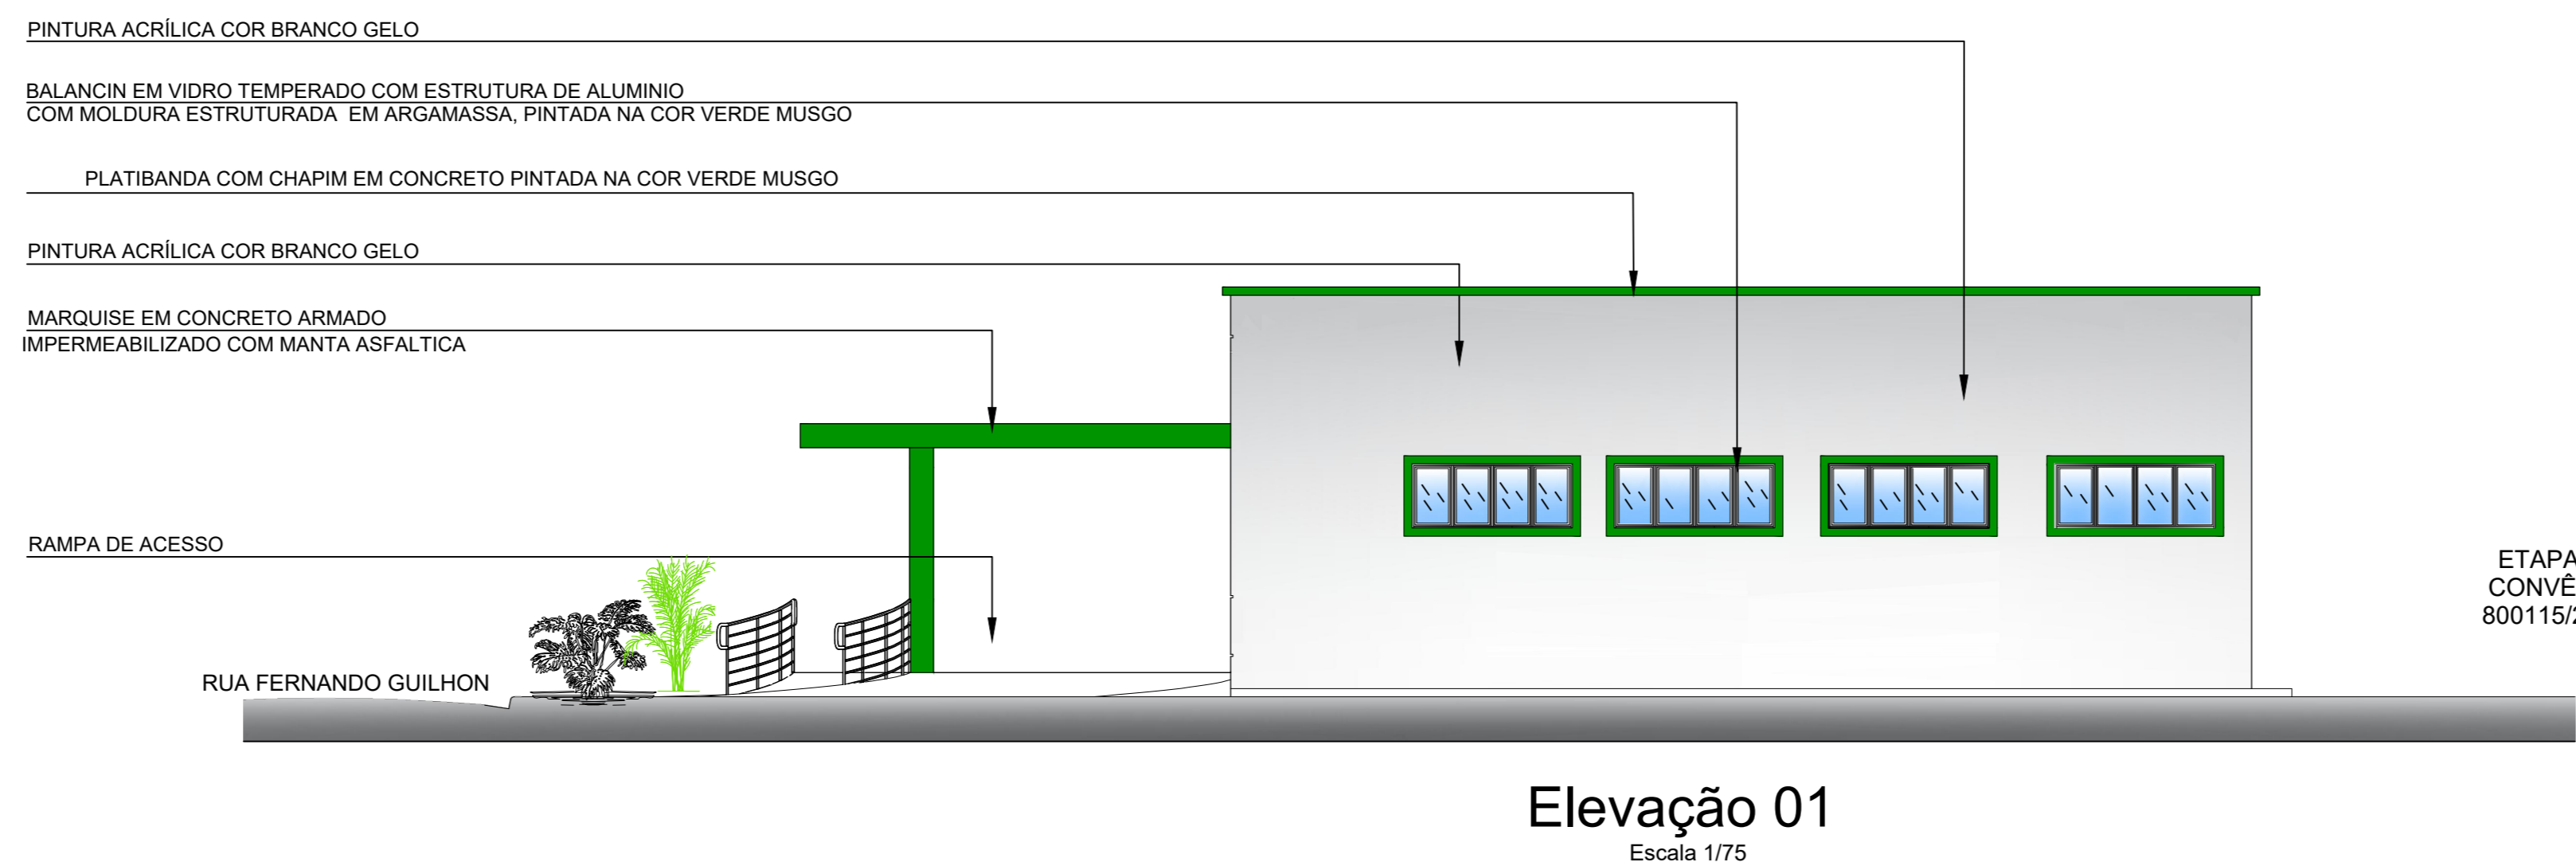 PINTURA ACRÍLICA COR BRANCO GELO
BALANCIN EM VIDRO TEMPERADO COM ESTRUTURA DE ALUMINIO
COM MOLDURA ESTRUTURADA EM ARGAMASSA, PINTADA NA COR VERDE MUSGO
PLATIBANDA COM CHAPIM EM CONCRETO PINTADA NA COR VERDE MUSGO
PINTURA ACRÍLICA COR BRANCO GELO
MARQUISE EM CONCRETO ARMADO
IMPERMEABILIZADO COM MANTA ASFALTICA
RAMPA DE ACESSO
RUA FERNANDO GUILHON
ETAPA
CONVÊ
800115/2
Elevação 01
Escala 1/75